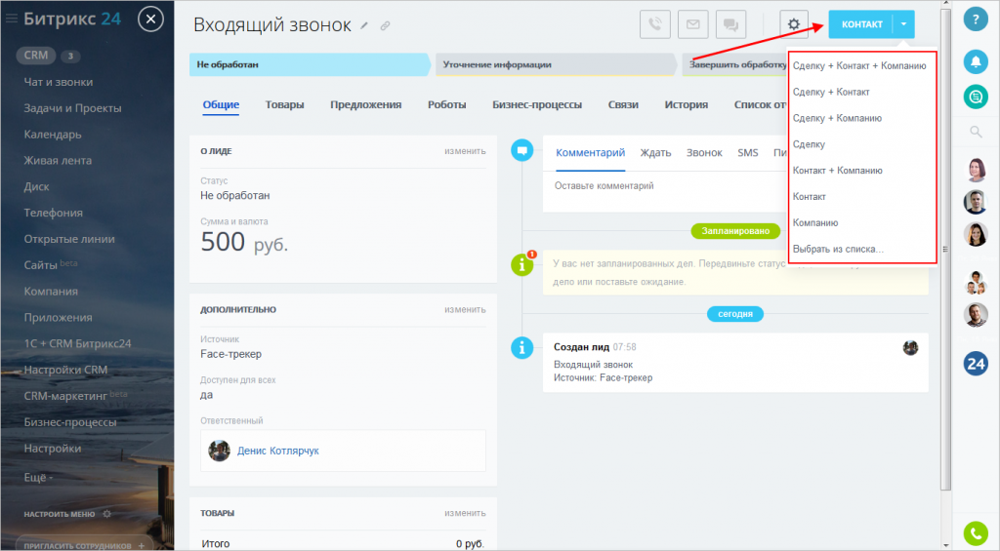 Битрикс 24
CRM 3
Чат и звонки
Задачи и Проекты
Календарь
Живая лента
Диск
Телефония
Открытые линии
Сайты beta
Компания
Приложения
1С + CRM Битрикс24
Настройки CRM
CRM-маркетинг beta
Бизнес-процессы
Настройки
Ещё -
НАСТРОИТЬ МЕНЮ
ПРИГЛАСИТЬ СОТРУДНИКОВ +
Входящий звонок
КОНТАКТ
Не обработан
Уточнение информации
Завершить обработку
Сделку + Контакт + Компанию
Сделку + Контакт
Сделку + Компанию
Сделку
Контакт + Компанию
Контакт
Компанию
Выбрать из списка...
Общие Товары Предложения Роботы Бизнес-процессы Связи История Список от
О ЛИДЕ изменить
Статус
Не обработан
Сумма и валюта
500 руб.
ДОПОЛНИТЕЛЬНО изменить
Источник
Face-трекер
Доступен для всех
да
Ответственный
Денис Котлярчук
ТОВАРЫ изменить
Итого 0 руб.
Комментарий Ждать Звонок SMS Пи
Оставьте комментарий
Запланировано
1
У вас нет запланированных дел. Передвиньте статус
дело или поставьте ожидание.
сегодня
Создан лид 07:58
Входящий звонок
Источник: Face-трекер
?
24